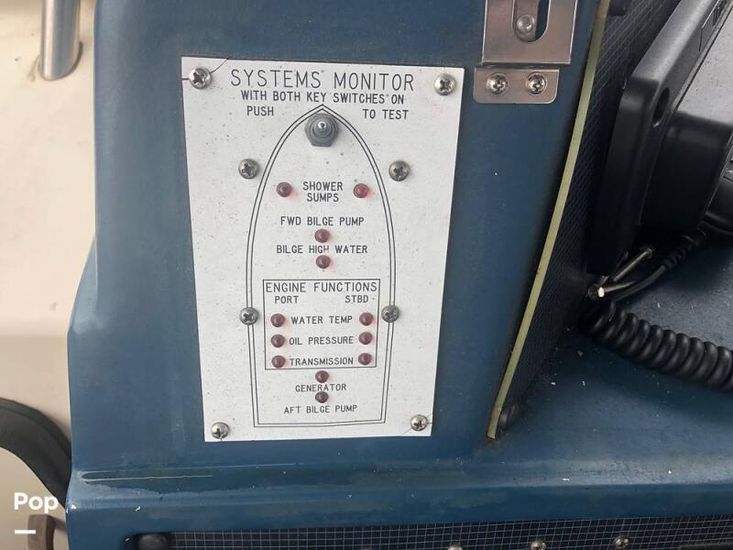 SYSTEMS MONITOR
WITH BOTH KEY SWITCHES ON
PUSH TO TEST
SHOWER
SUMPS
FWD BILGE PUMP
BILGE HIGH WATER
ENGINE FUNCTIONS
PORT STBD
WATER TEMP
OIL PRESSURE
TRANSMISSION
GENERATOR
AFT BILGE PUMP
Pop